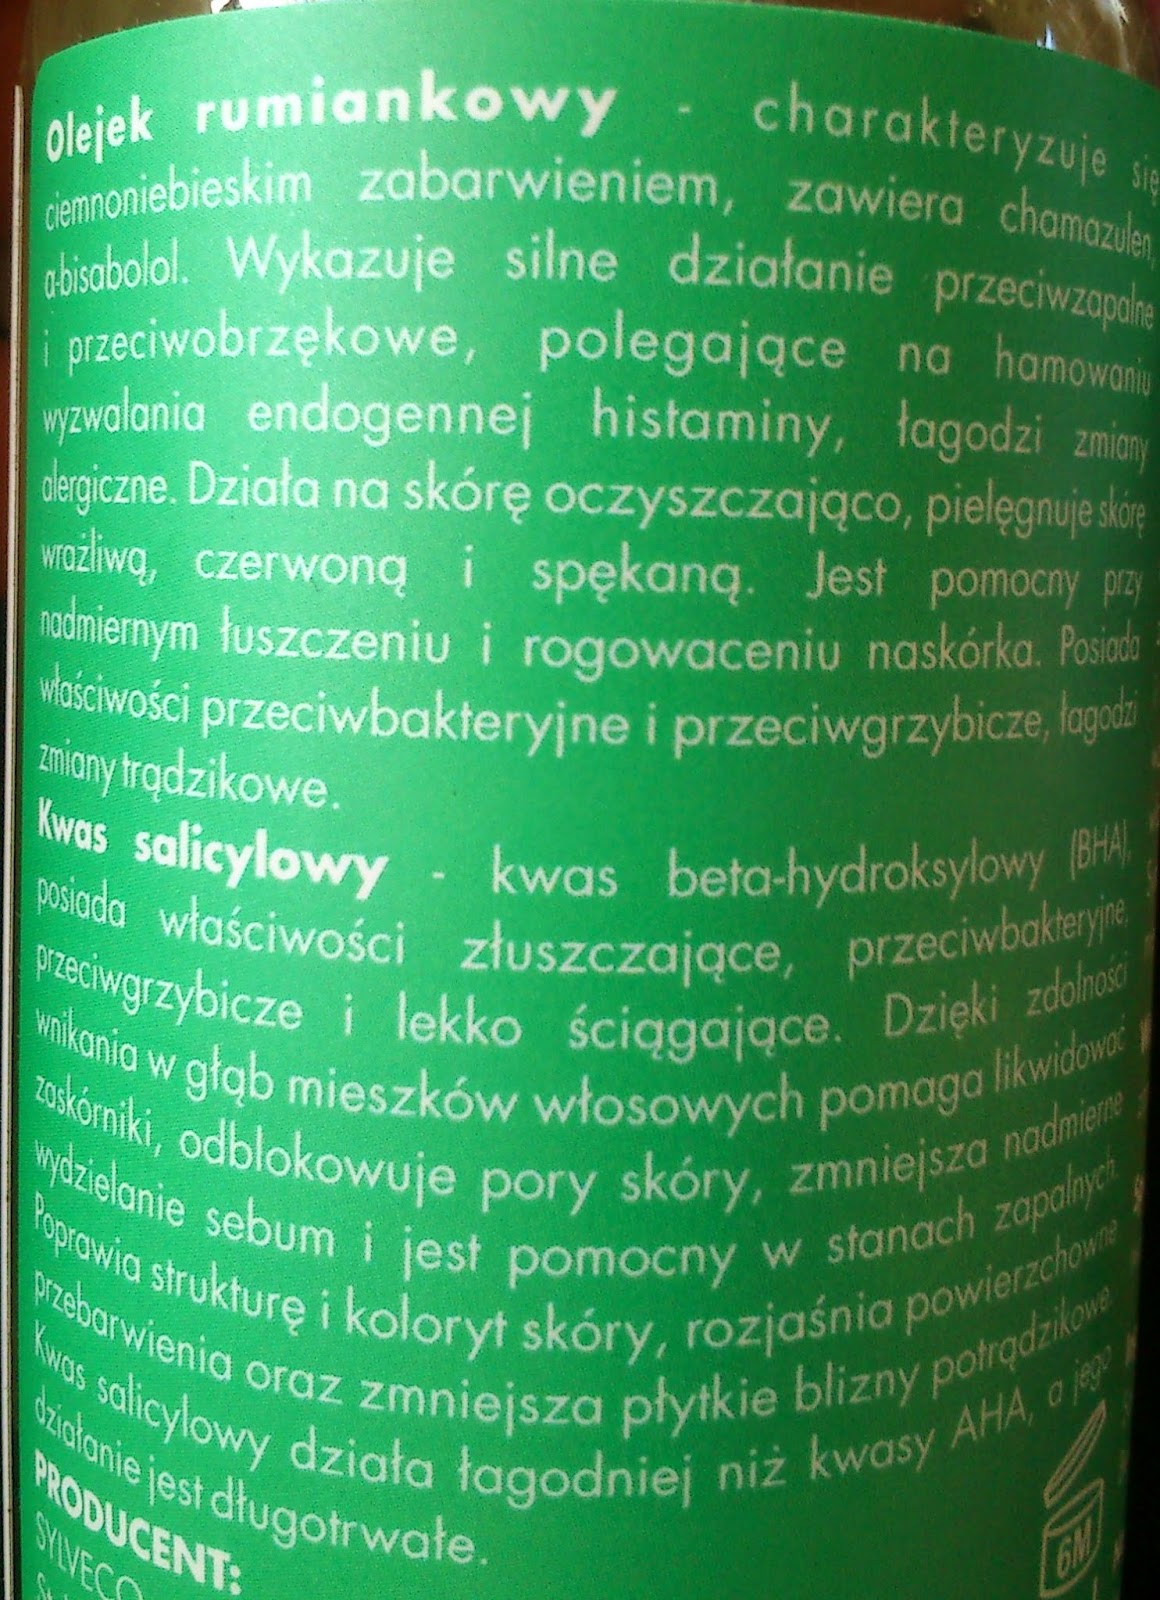 Olejek rumiankowy - charakteryzuje się
ciemnoniebieskim zabarwieniem, zawiera chamazulen,
α-bisabolol. Wykazuje silne działanie przeciwzapalne
i przeciwobrzękowe, polegające na hamowaniu
wyzwalania endogennej histaminy, łagodzi zmiany
alergiczne. Działa na skórę oczyszczająco, pielęgnuje skórę
wrażliwą, czerwoną i spękaną. Jest pomocny przy
nadmiernym łuszczeniu i rogowaceniu naskórka. Posiada
właściwości przeciwbakteryjne i przeciwgrzybicze, łagodzi
zmiany trądzikowe.
Kwas salicylowy - kwas beta-hydroksylowy (BHA),
posiada właściwości złuszczające, przeciwbakteryjne,
przeciwgrzybicze i lekko ściągające. Dzięki zdolności
wnikania w głąb mieszków włosowych pomaga likwidować
zaskórniki, odblokowuje pory skóry, zmniejsza nadmierne
wydzielanie sebum i jest pomocny w stanach zapalnych.
Poprawia strukturę i koloryt skóry, rozjaśnia powierzchowne
przebarwienia oraz zmniejsza płytkie blizny potrądzikowe.
Kwas salicylowy działa łagodniej niż kwasy AHA, a jego
działanie jest długotrwałe.
PRODUCENT:
SYLVECO
6M